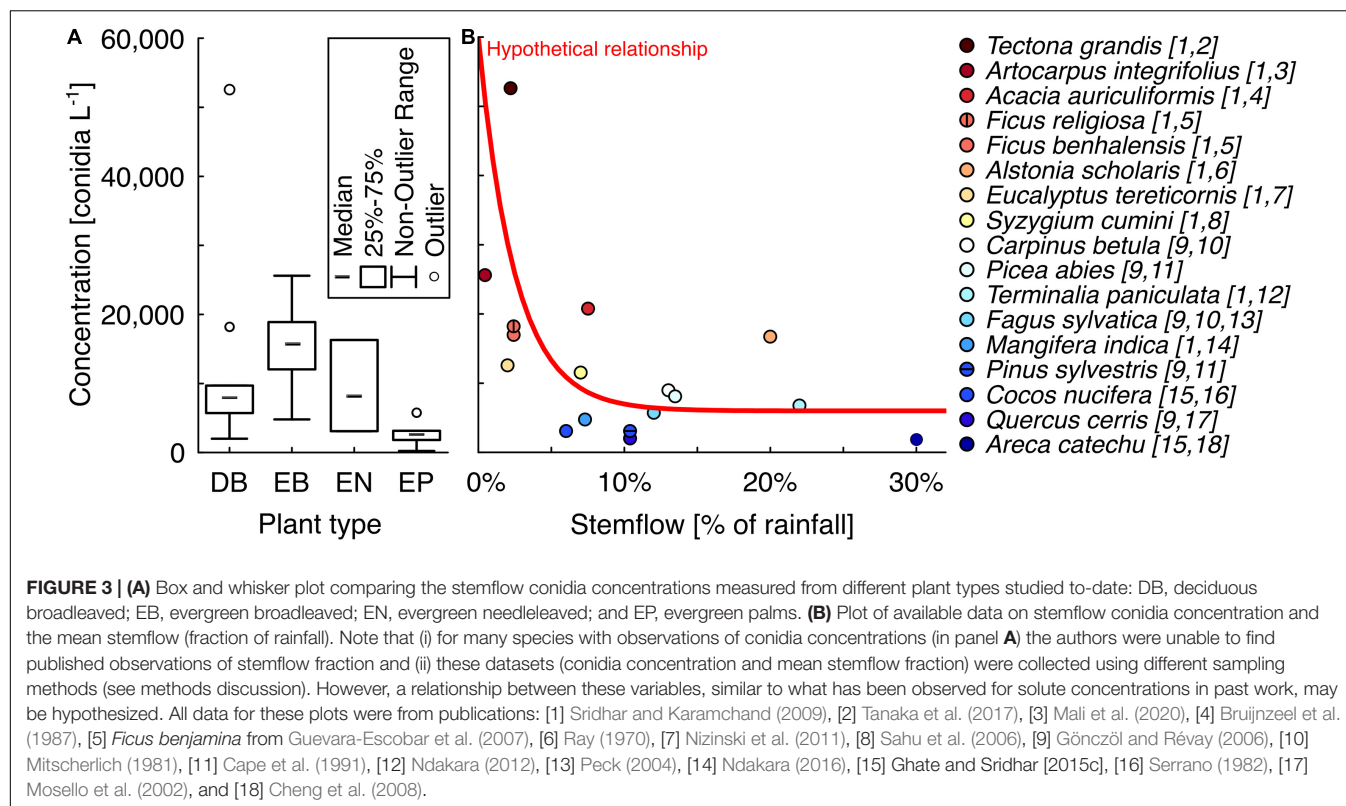 A
60,000
40,000
20,000
0
Concentration [conidia L⁻¹]
Median
25%-75%
Non-Outlier Range
Outlier
DB EB EN EP
Plant type
B
Hypothetical relationship
0% 10% 20% 30%
Stemflow [% of rainfall]
Tectona grandis [1,2]
Artocarpus integrifolius [1,3]
Acacia auriculiformis [1,4]
Ficus religiosa [1,5]
Ficus benhalensis [1,5]
Alstonia scholaris [1,6]
Eucalyptus tereticornis [1,7]
Syzygium cumini [1,8]
Carpinus betula [9,10]
Picea abies [9,11]
Terminalia paniculata [1,12]
Fagus sylvatica [9,10,13]
Mangifera indica [1,14]
Pinus sylvestris [9,11]
Cocos nucifera [15,16]
Quercus cerris [9,17]
Areca catechu [15,18]
FIGURE 3 | (A) Box and whisker plot comparing the stemflow conidia concentrations measured from different plant types studied to-date: DB, deciduous
broadleaved; EB, evergreen broadleaved; EN, evergreen needleleaved; and EP, evergreen palms. (B) Plot of available data on stemflow conidia concentration and
the mean stemflow (fraction of rainfall). Note that (i) for many species with observations of conidia concentrations (in panel A) the authors were unable to find
published observations of stemflow fraction and (ii) these datasets (conidia concentration and mean stemflow fraction) were collected using different sampling
methods (see methods discussion). However, a relationship between these variables, similar to what has been observed for solute concentrations in past work, may
be hypothesized. All data for these plots were from publications: [1] Sridhar and Karamchand (2009), [2] Tanaka et al. (2017), [3] Mali et al. (2020), [4] Bruijnzeel et al.
(1987), [5] Ficus benjamina from Guevara-Escobar et al. (2007), [6] Ray (1970), [7] Nizinski et al. (2011), [8] Sahu et al. (2006), [9] Gönczöl and Révay (2006), [10]
Mitscherlich (1981), [11] Cape et al. (1991), [12] Ndakara (2012), [13] Peck (2004), [14] Ndakara (2016), [15] Ghate and Sridhar [2015c], [16] Serrano (1982), [17]
Mosello et al. (2002), and [18] Cheng et al. (2008).